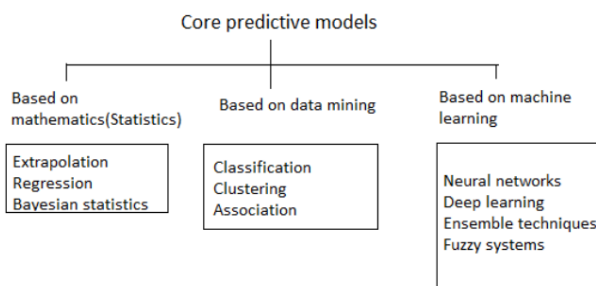 Core predictive models
Based on
mathematics(Statistics)
Extrapolation
Regression
Bayesian statistics
Based on data mining
Classification
Clustering
Association
Based on machine
learning
Neural networks
Deep learning
Ensemble techniques
Fuzzy systems